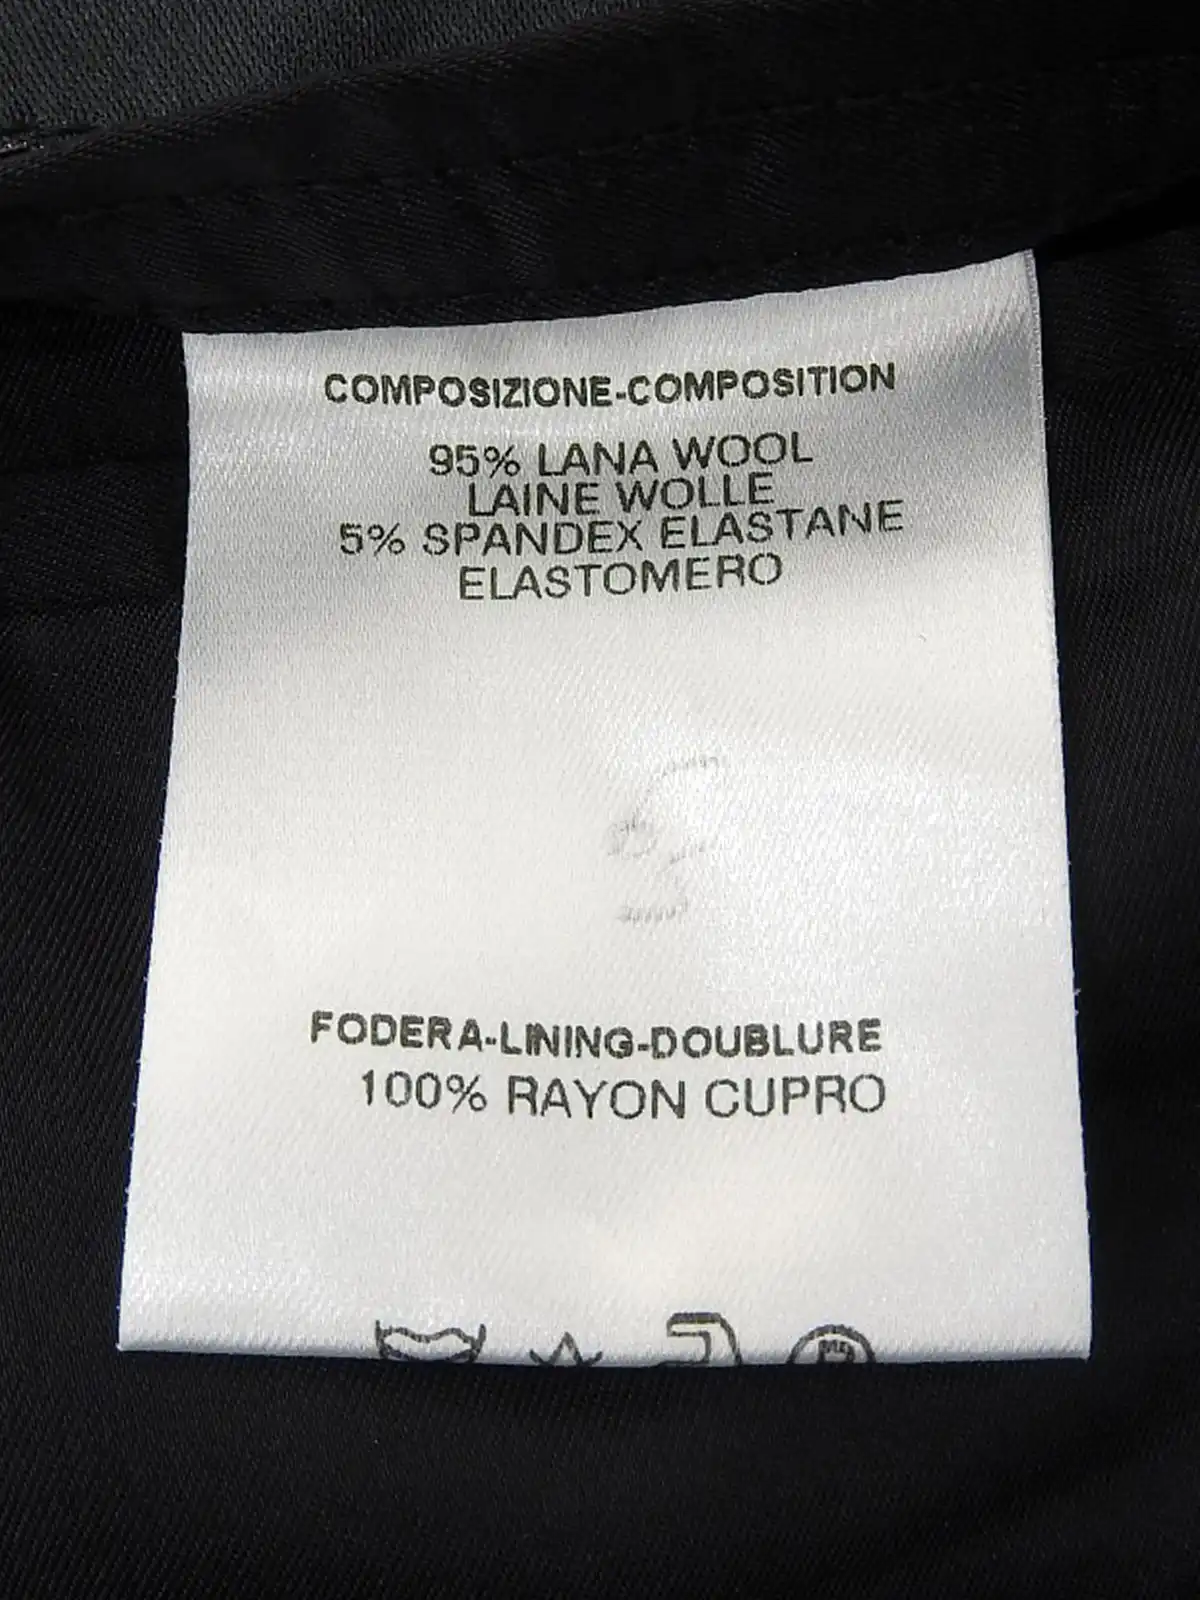 COMPOSIZIONE-COMPOSITION
95% LANA WOOL
LAINE WOLLE
5% SPANDEX ELASTANE
ELASTOMERO
FODERA-LINING-DOUBLURE
100% RAYON CUPRO